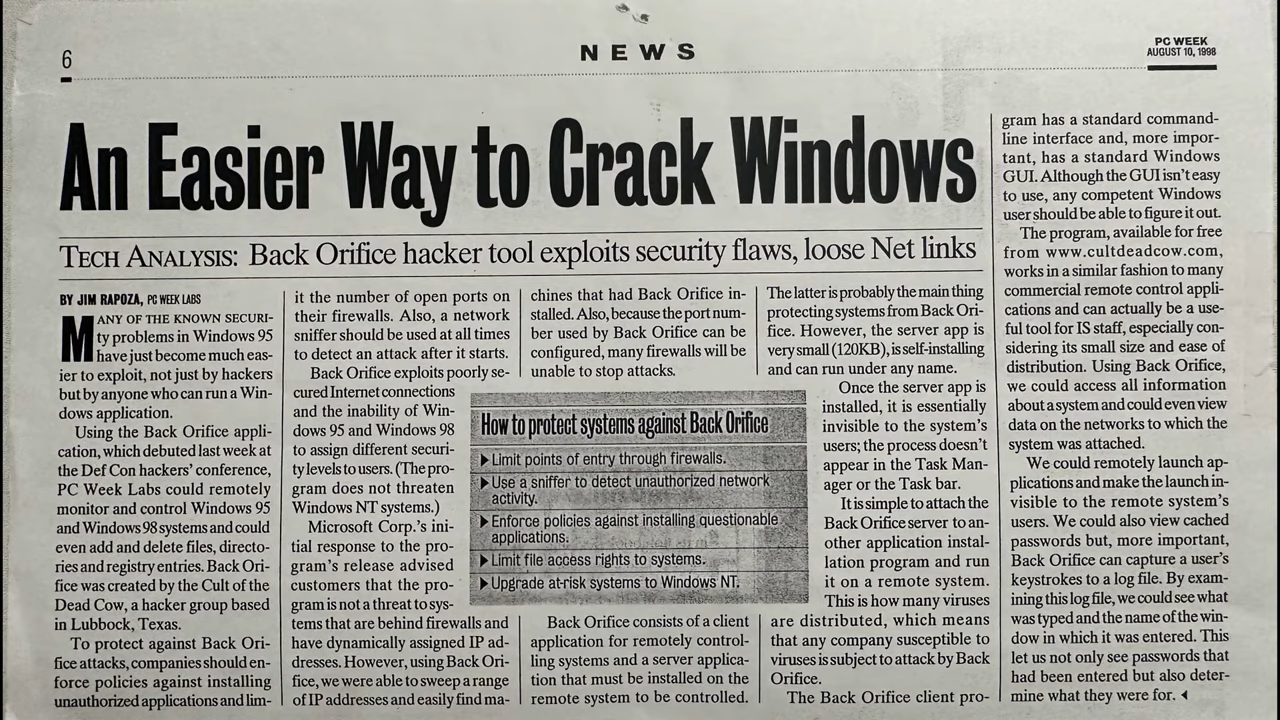 6
NEWS
PC WEEK
AUGUST 10, 1998
An Easier Way to Crack Windows
TECH ANALYSIS: Back Orifice hacker tool exploits security flaws, loose Net links
BY JIM RAPOZA, PC WEEK LABS
MANY OF THE KNOWN SECURI-
ty problems in Windows 95
have just become much eas-
ier to exploit, not just by hackers
but by anyone who can run a Win-
dows application.
Using the Back Orifice appli-
cation, which debuted last week at
the Def Con hackers' conference,
PC Week Labs could remotely
monitor and control Windows 95
and Windows 98 systems and could
even add and delete files, directo-
ries and registry entries. Back Ori-
fice was created by the Cult of the
Dead Cow, a hacker group based
in Lubbock, Texas.
To protect against Back Ori-
fice attacks, companies should en-
force policies against installing
unauthorized applications and lim-
it the number of open ports on
their firewalls. Also, a network
sniffer should be used at all times
to detect an attack after it starts.
Back Orifice exploits poorly se-
cured Internet connections
and the inability of Win-
dows 95 and Windows 98
to assign different securi-
ty levels to users. (The pro-
gram does not threaten
Windows NT systems.)
Microsoft Corp.'s ini-
tial response to the pro-
gram's release advised
customers that the pro-
gram is not a threat to sys-
tems that are behind firewalls and
have dynamically assigned IP ad-
dresses. However, using Back Ori-
fice, we were able to sweep a range
of IP addresses and easily find ma-
chines that had Back Orifice in-
stalled. Also, because the port num-
ber used by Back Orifice can be
configured, many firewalls will be
unable to stop attacks.
How to protect systems against Back Orifice
▶ Limit points of entry through firewalls.
▶ Use a sniffer to detect unauthorized network
activity.
▶ Enforce policies against installing questionable
applications.
▶ Limit file access rights to systems.
▶ Upgrade at-risk systems to Windows NT.
Back Orifice consists of a client
application for remotely control-
ling systems and a server applica-
tion that must be installed on the
remote system to be controlled.
The latter is probably the main thing
protecting systems from Back Ori-
fice. However, the server app is
very small (120KB), is self-installing
and can run under any name.
Once the server app is
installed, it is essentially
invisible to the system's
users; the process doesn't
appear in the Task Man-
ager or the Task bar.
It is simple to attach the
Back Orifice server to an-
other application instal-
lation program and run
it on a remote system.
This is how many viruses
are distributed, which means
that any company susceptible to
viruses is subject to attack by Back
Orifice.
The Back Orifice client pro-
gram has a standard command-
line interface and, more impor-
tant, has a standard Windows
GUI. Although the GUI isn't easy
to use, any competent Windows
user should be able to figure it out.
The program, available for free
from www.cultdeadcow.com,
works in a similar fashion to many
commercial remote control appli-
cations and can actually be a use-
ful tool for IS staff, especially con-
sidering its small size and ease of
distribution. Using Back Orifice,
we could access all information
about a system and could even view
data on the networks to which the
system was attached.
We could remotely launch ap-
plications and make the launch in-
visible to the remote system's
users. We could also view cached
passwords but, more important,
Back Orifice can capture a user's
keystrokes to a log file. By exam-
ining this log file, we could see what
was typed and the name of the win-
dow in which it was entered. This
let us not only see passwords that
had been entered but also deter-
mine what they were for. ◀